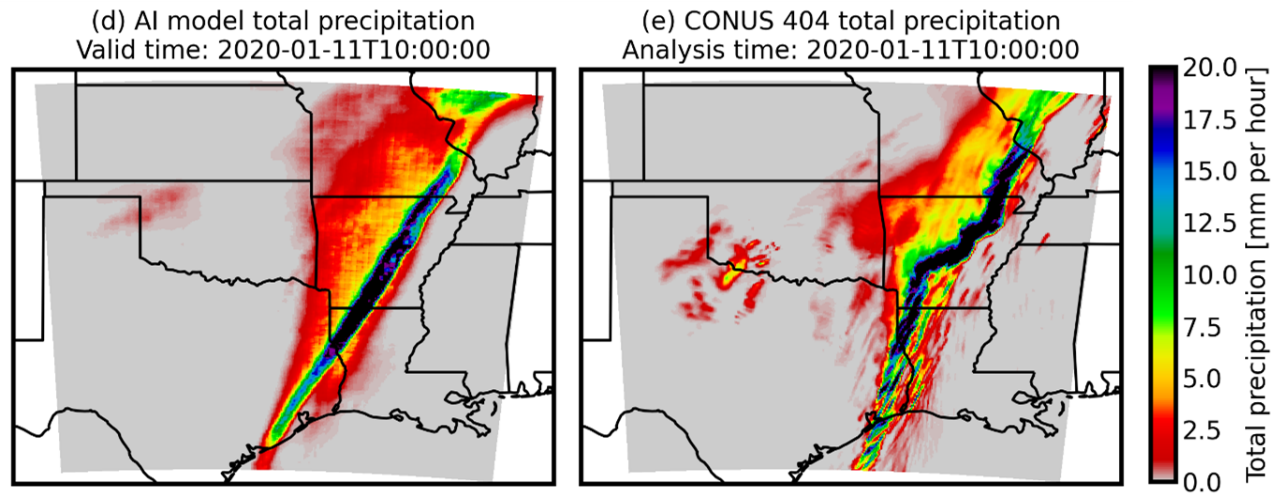 (d) AI model total precipitation
Valid time: 2020-01-11T10:00:00
(e) CONUS 404 total precipitation
Analysis time: 2020-01-11T10:00:00
20.0
17.5
15.0
12.5
10.0
7.5
5.0
2.5
0.0
Total precipitation [mm per hour]